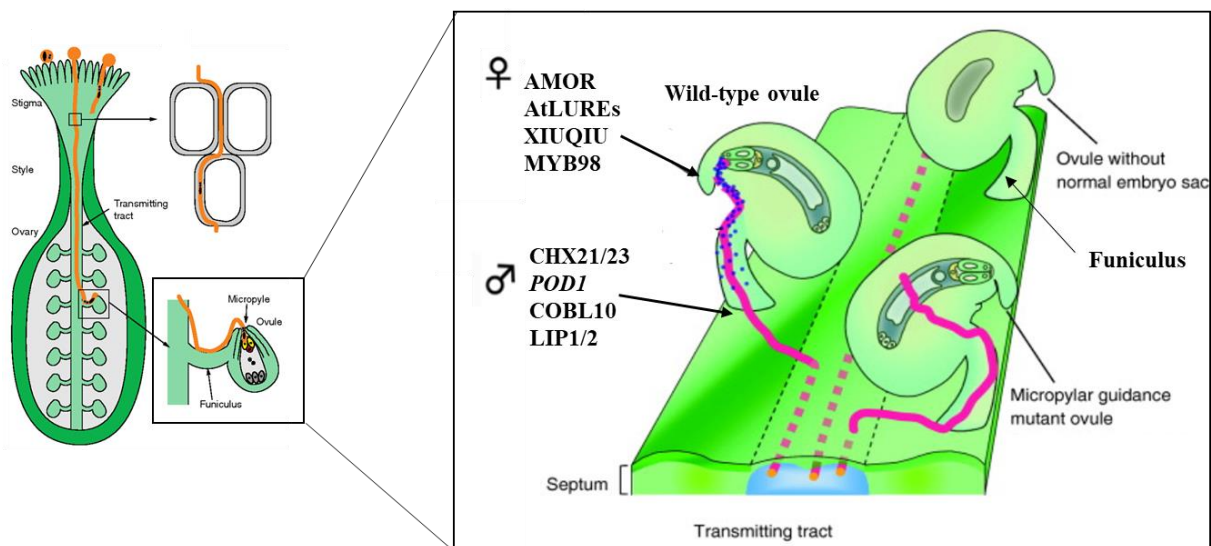 Stigma
Style
Transmitting
tract
Ovary
Micropyle
Ovule
Funiculus
♀
AMOR
AtLUREs
XIUQIU
MYB98
Wild-type ovule
Ovule without
normal embryo sac
Funiculus
♂
CHX21/23
POD1
COBL10
LIP1/2
Micropylar guidance
mutant ovule
Septum
Transmitting tract